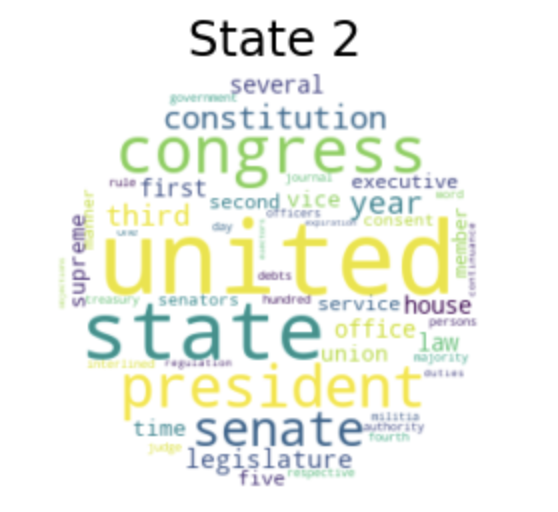 State 2
several
government
constitution
congress
journal
rule first executive
second vice year word
third officers consent
manner supreme day expiration member
united continuance
debts
treasury senators hundred service house
state persons
office law
union majority
interlined regulation duties
president
militia
time senate authority
fourth
judge legislature
five respective